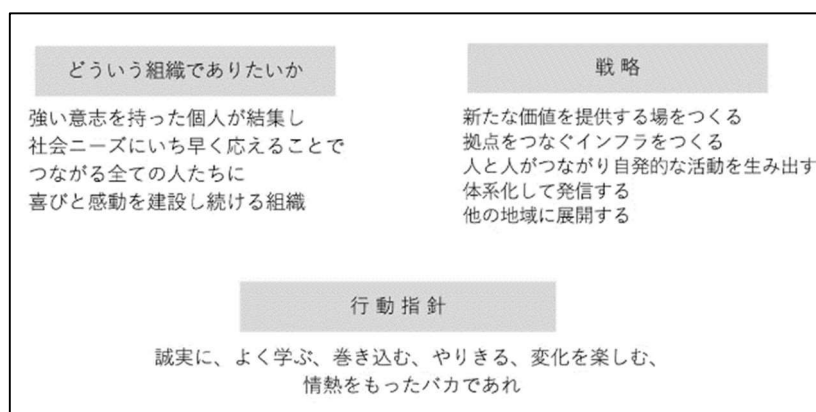 どういう組織でありたいか
強い意志を持った個人が結集し
社会ニーズにいち早く応えることで
つながる全ての人たちに
喜びと感動を建設し続ける組織
戦略
新たな価値を提供する場をつくる
拠点をつなぐインフラをつくる
人と人がつながり自発的な活動を生み出す
体系化して発信する
他の地域に展開する
行動指針
誠実に、よく学ぶ、巻き込む、やりきる、変化を楽しむ、
情熱をもったバカであれ